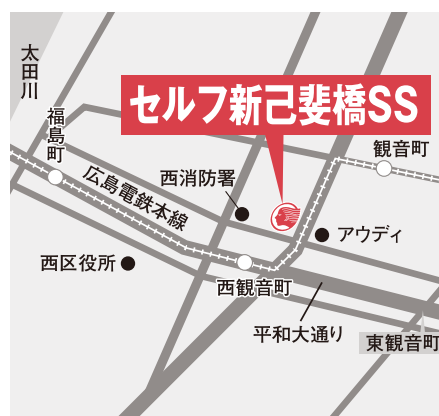 太田川
福島町
セルフ新己斐橋SS
観音町
西消防署
広島電鉄本線
アウディ
西区役所
西観音町
平和大通り
東観音町